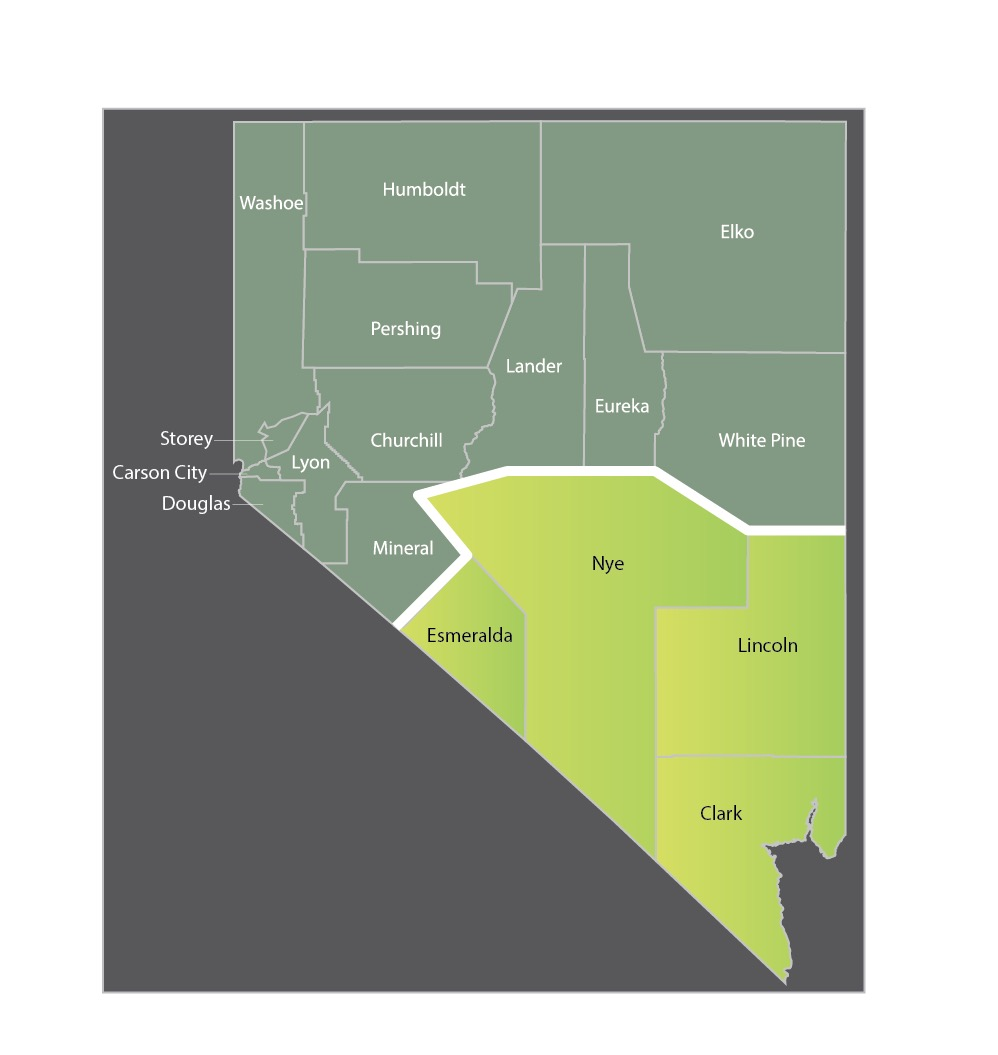 Humboldt
Washoe
Elko
Pershing
Lander
Eureka
Storey
Churchill
White Pine
Lyon
Carson City
Douglas
Mineral
Nye
Esmeralda
Lincoln
Clark